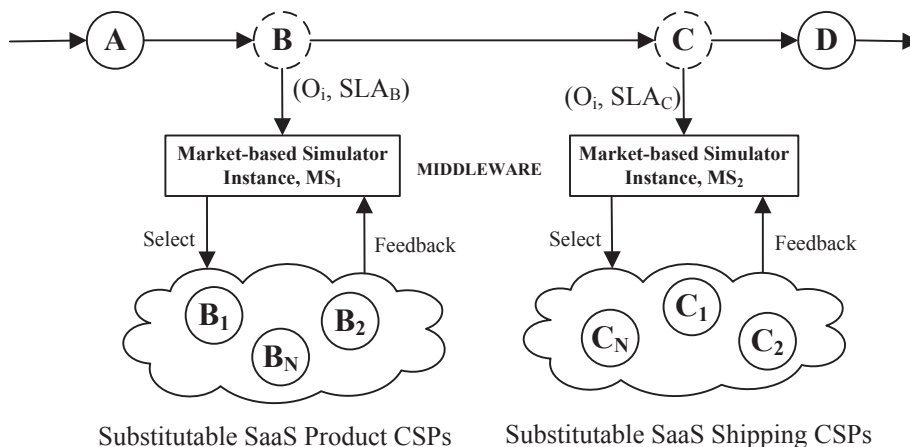 A
B
C
D
(Oi, SLAB)
(Oi, SLAC)
Market-based Simulator
Instance, MS1
MIDDLEWARE
Market-based Simulator
Instance, MS2
Select
Feedback
Select
Feedback
B1
B2
BN
C1
CN
C2
Substitutable SaaS Product CSPs
Substitutable SaaS Shipping CSPs